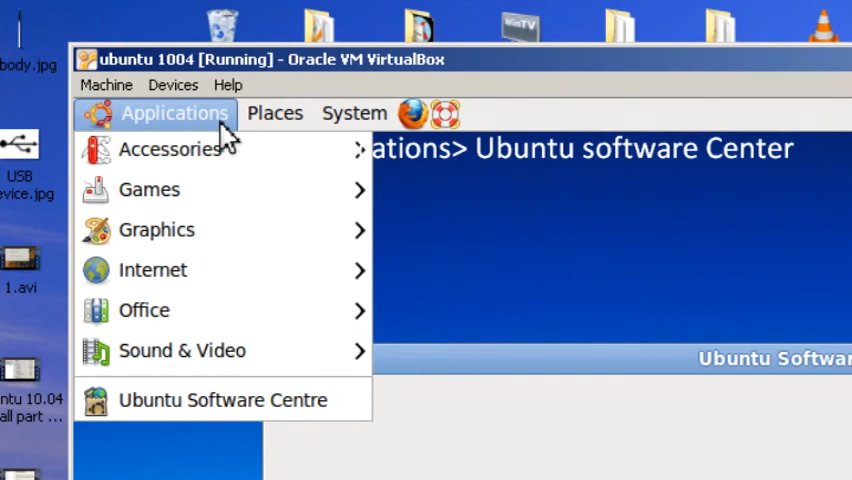 WinTV
body.jpg
ubuntu 1004 [Running] - Oracle VM VirtualBox
Machine Devices Help
Applications Places System
Accessories
ations> Ubuntu software Center
USB
evice.jpg
Games
Graphics
Internet
1.avi
Office
Sound & Video
Ubuntu Softwar
Ubuntu Software Centre
ntu 10.04
all part ...